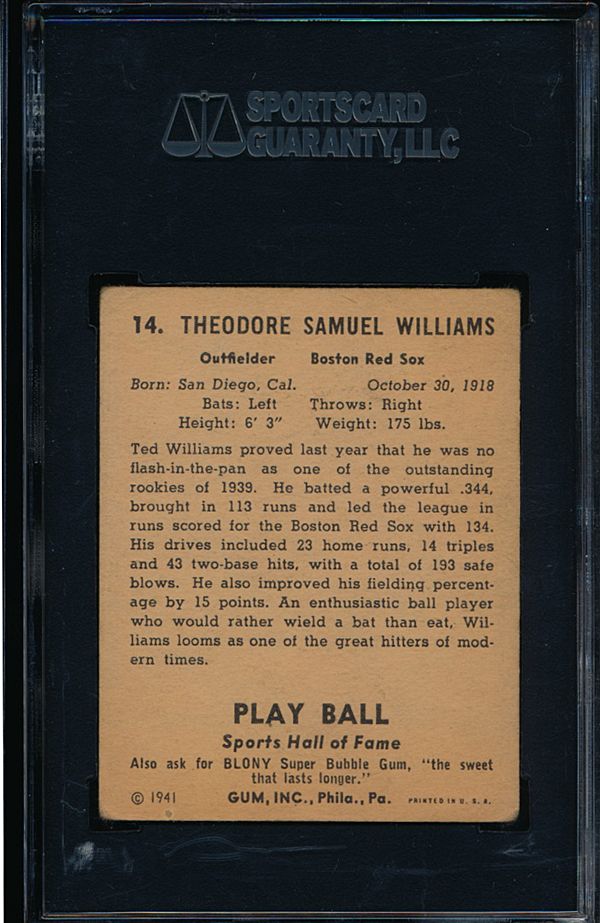 SPORTSCARD
GUARANTY, LLC
14. THEODORE SAMUEL WILLIAMS
Outfielder Boston Red Sox
Born: San Diego, Cal. October 30, 1918
Bats: Left Throws: Right
Height: 6' 3" Weight: 175 lbs.
Ted Williams proved last year that he was no
flash-in-the-pan as one of the outstanding
rookies of 1939. He batted a powerful .344,
brought in 113 runs and led the league in
runs scored for the Boston Red Sox with 134.
His drives included 23 home runs, 14 triples
and 43 two-base hits, with a total of 193 safe
blows. He also improved his fielding percent-
age by 15 points. An enthusiastic ball player
who would rather wield a bat than eat, Wil-
liams looms as one of the great hitters of mod-
ern times.
PLAY BALL
Sports Hall of Fame
Also ask for BLONY Super Bubble Gum, "the sweet
that lasts longer."
© 1941 GUM, INC., Phila., Pa. PRINTED IN U. S. A.